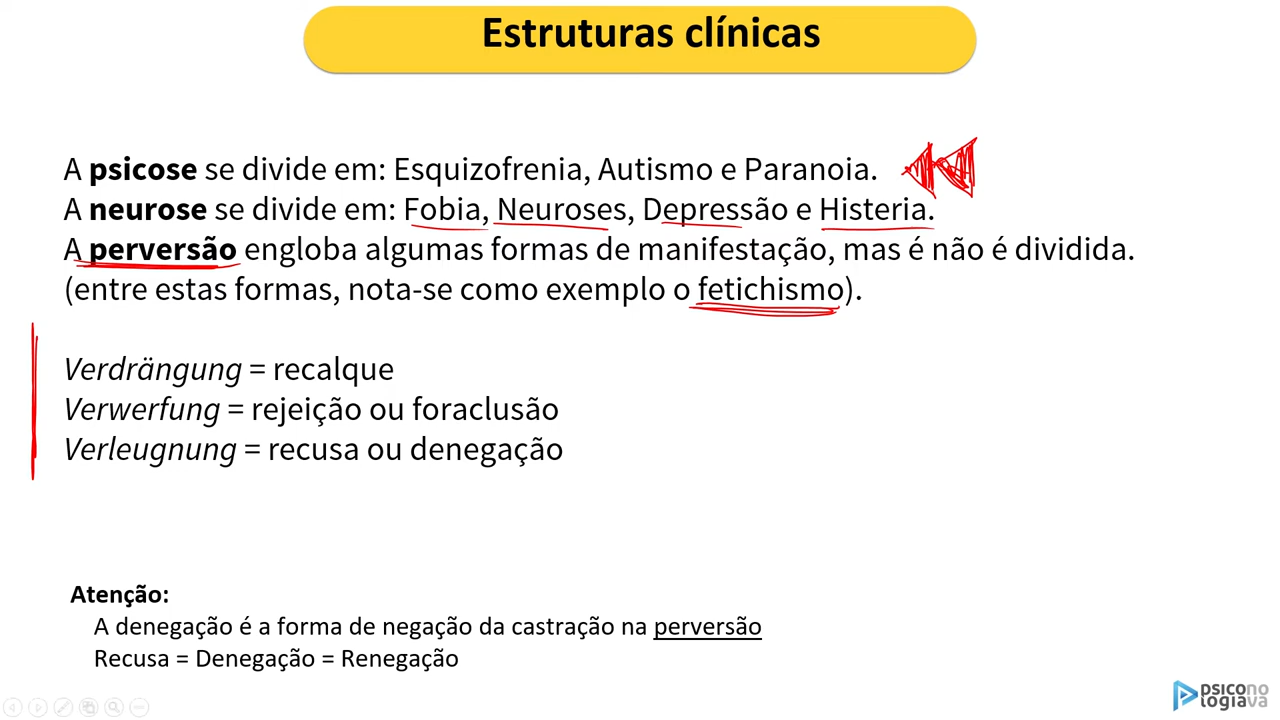 Estruturas clínicas
A psicose se divide em: Esquizofrenia, Autismo e Paranoia.
A neurose se divide em: Fobia, Neuroses, Depressão e Histeria.
A perversão engloba algumas formas de manifestação, mas é não é dividida.
(entre estas formas, nota-se como exemplo o fetichismo).
Verdrängung = recalque
Verwerfung = rejeição ou foraclusão
Verleugnung = recusa ou denegação
Atenção:
A denegação é a forma de negação da castração na perversão
Recusa = Denegação = Renegação
psicono
logiava